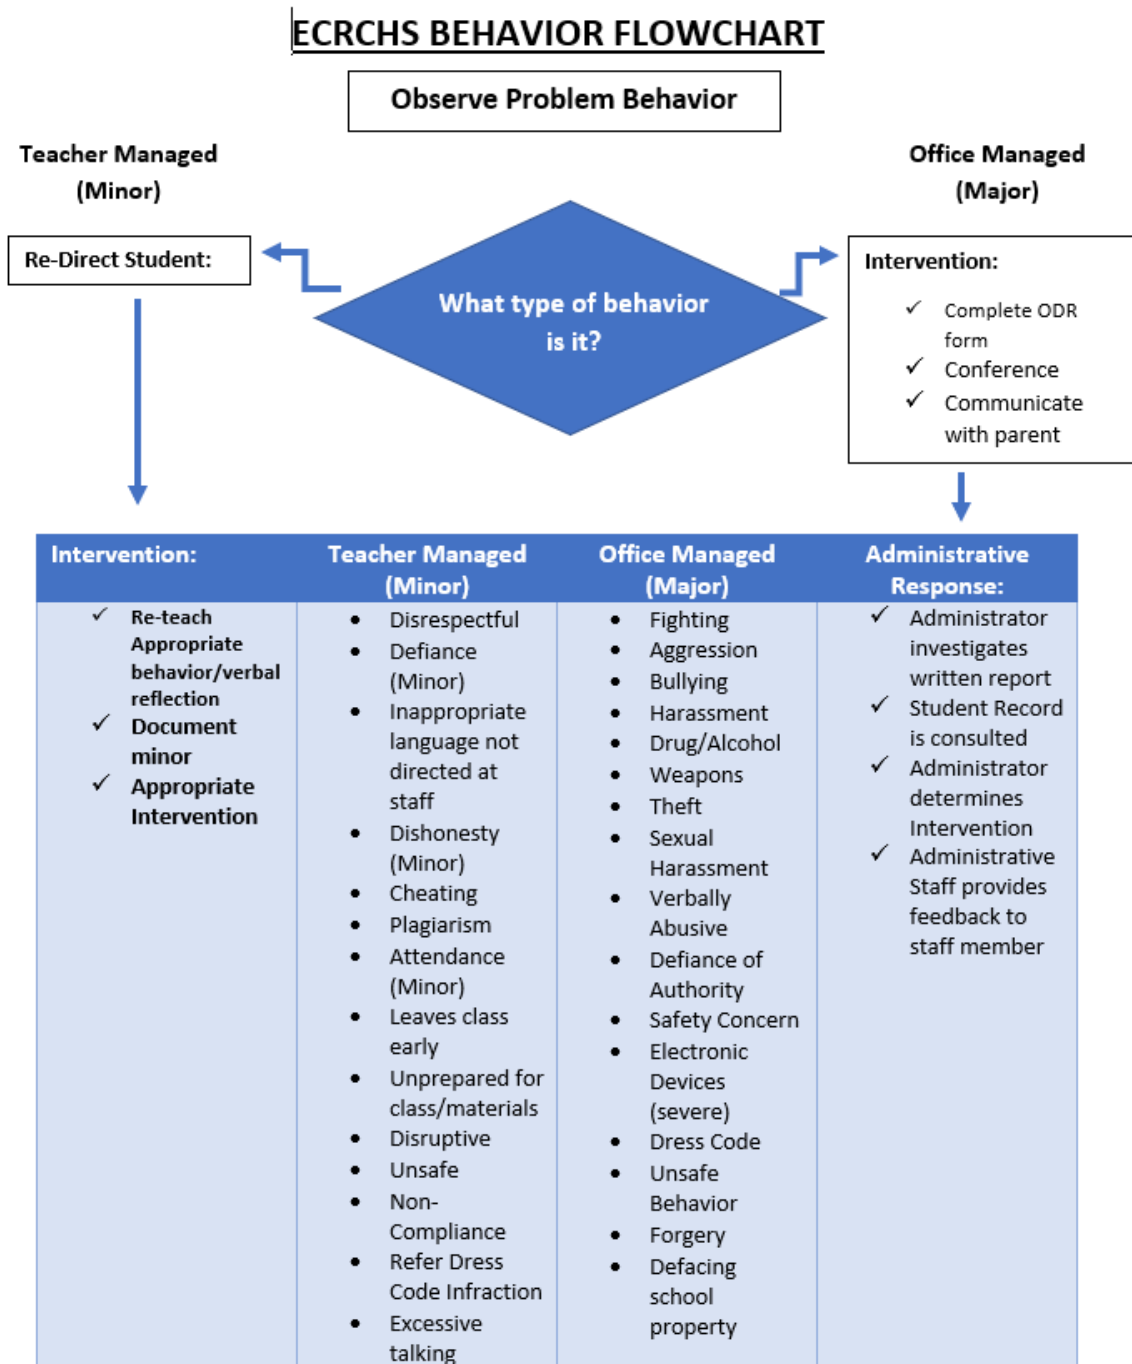 ECRCHS BEHAVIOR FLOWCHART
Observe Problem Behavior
Teacher Managed
(Minor)
Office Managed
(Major)
Re-Direct Student:
What type of behavior
is it?
Intervention:
✓ Complete ODR
form
✓ Conference
✓ Communicate
with parent
Intervention:
✓ Re-teach
Appropriate
behavior/verbal
reflection
✓ Document
minor
✓ Appropriate
Intervention
Teacher Managed
(Minor)
• Disrespectful
• Defiance
(Minor)
• Inappropriate
language not
directed at
staff
• Dishonesty
(Minor)
• Cheating
• Plagiarism
• Attendance
(Minor)
• Leaves class
early
• Unprepared for
class/materials
• Disruptive
• Unsafe
• Non-
Compliance
• Refer Dress
Code Infraction
• Excessive
talking
Office Managed
(Major)
• Fighting
• Aggression
• Bullying
• Harassment
• Drug/Alcohol
• Weapons
• Theft
• Sexual
Harassment
• Verbally
Abusive
• Defiance of
Authority
• Safety Concern
• Electronic
Devices
(severe)
• Dress Code
• Unsafe
Behavior
• Forgery
• Defacing
school
property
Administrative
Response:
✓ Administrator
investigates
written report
✓ Student Record
is consulted
✓ Administrator
determines
Intervention
✓ Administrative
Staff provides
feedback to
staff member